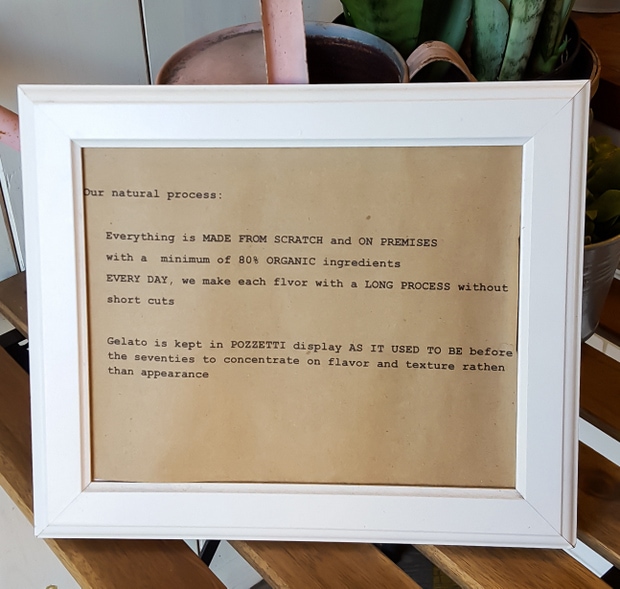 Our natural process:
Everything is MADE FROM SCRATCH and ON PREMISES
with a minimum of 80% ORGANIC ingredients
EVERY DAY, we make each flvor with a LONG PROCESS without
short cuts
Gelato is kept in POZZETTI display AS IT USED TO BE before
the seventies to concentrate on flavor and texture rathen
than appearance